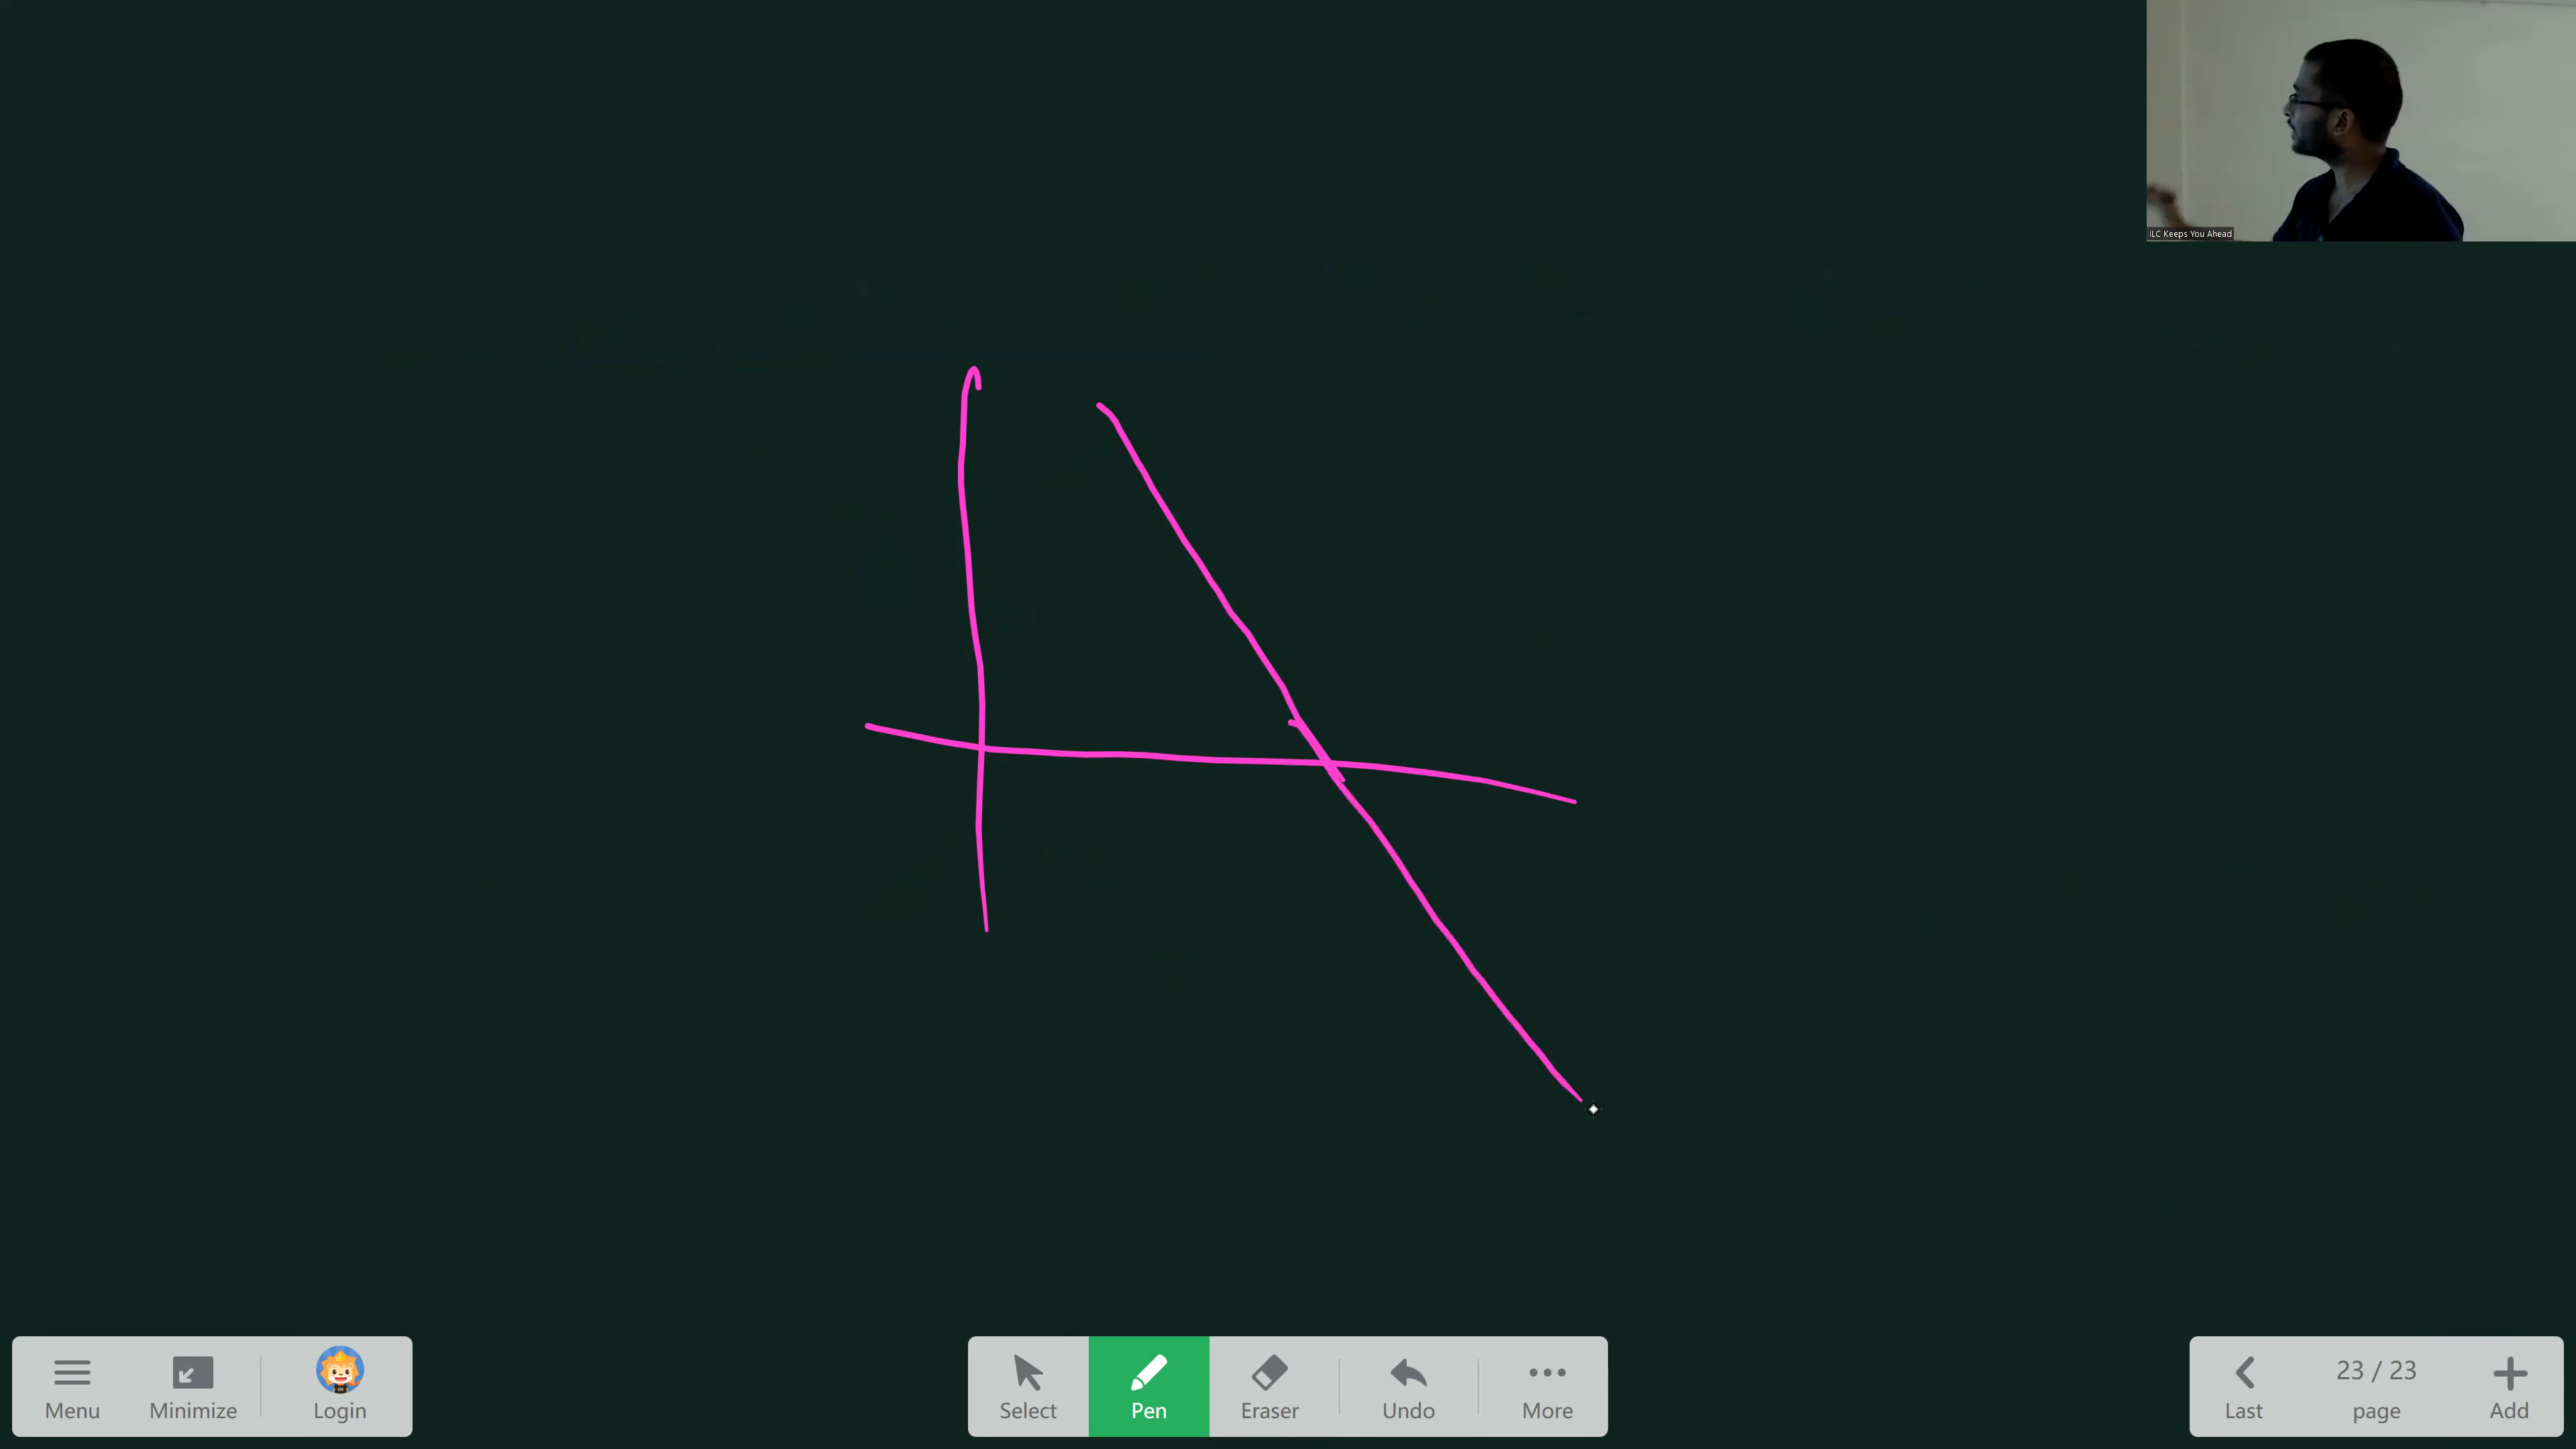 ILC Keeps You Ahead
Menu
Minimize
Login
Select
Pen
Eraser
Undo
More
Last
23 / 23
page
Add